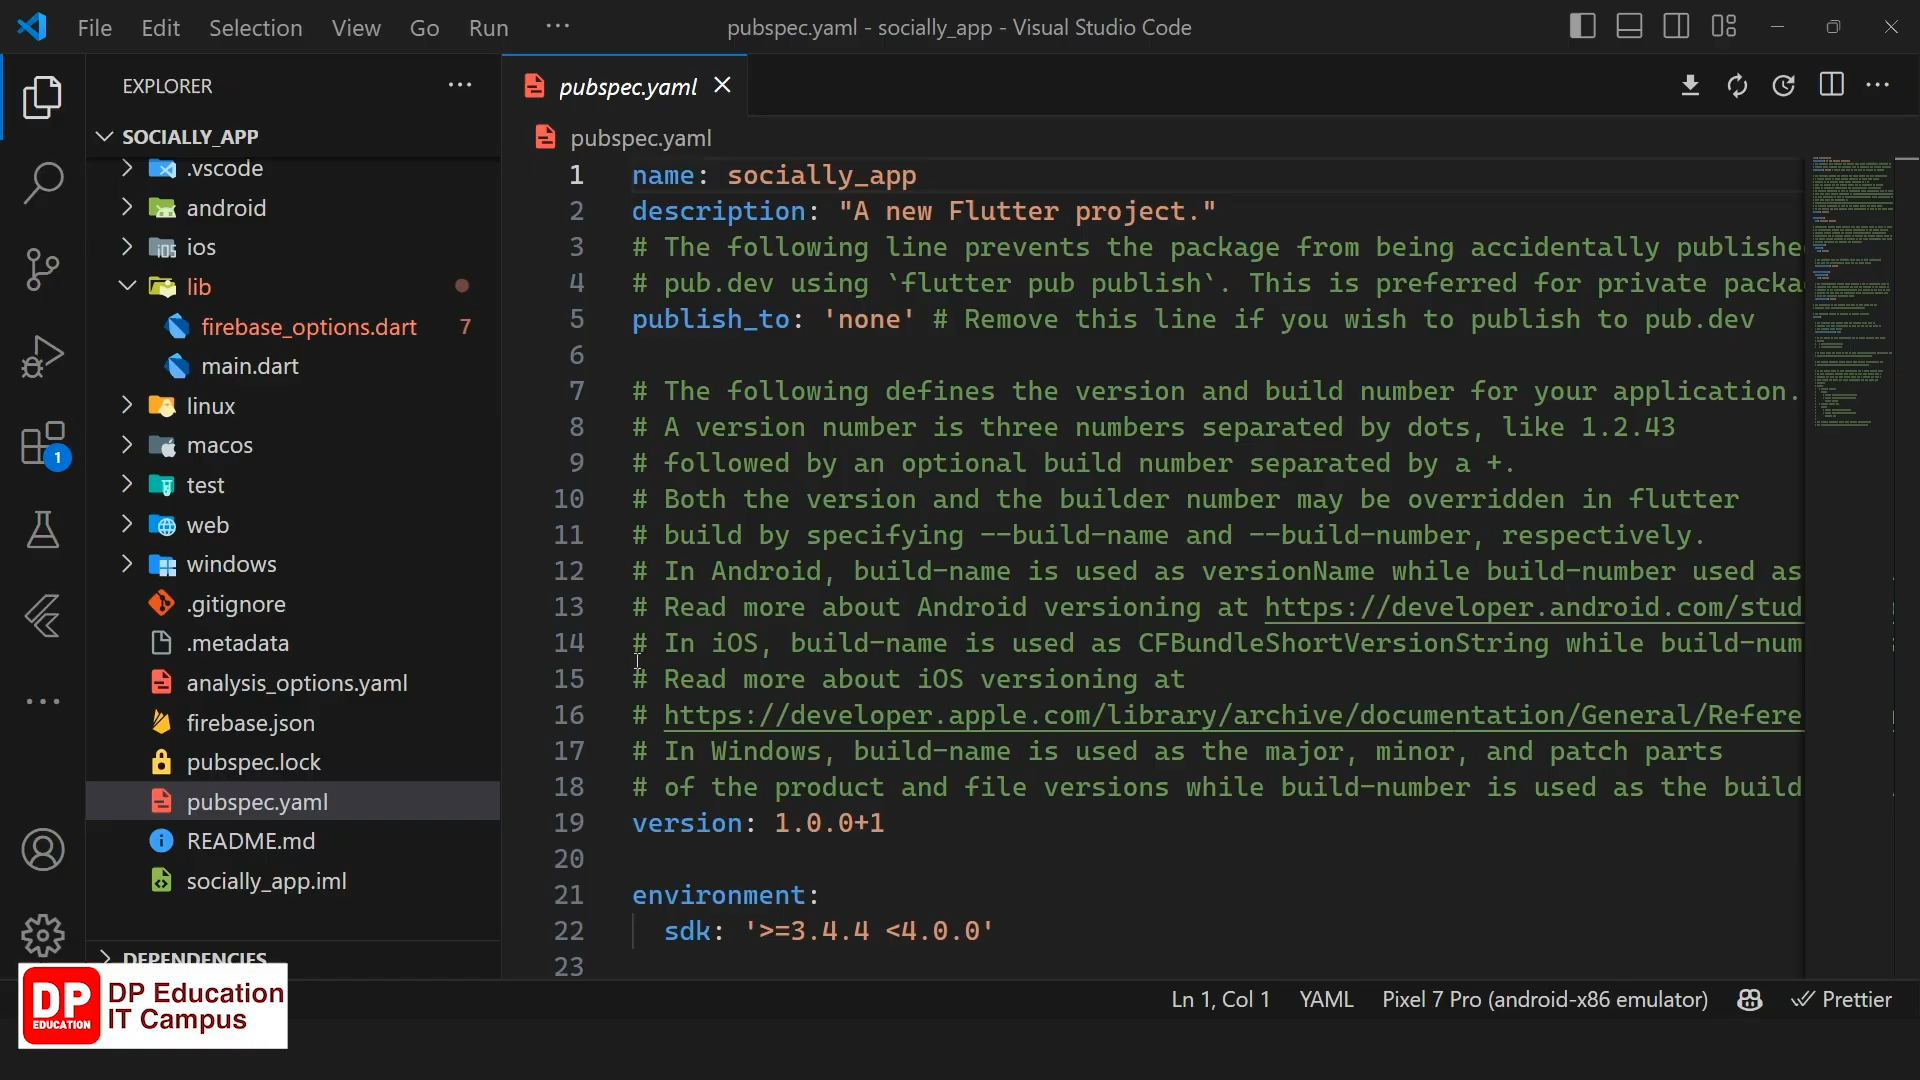 File Edit Selection View Go Run ···
pubspec.yaml - socially_app - Visual Studio Code
EXPLORER
SOCIALLY_APP
.vscode
android
ios
lib
firebase_options.dart 7
main.dart
linux
macos
test
web
windows
.gitignore
.metadata
analysis_options.yaml
firebase.json
pubspec.lock
pubspec.yaml
README.md
socially_app.iml
DEPENDENCIES
1
pubspec.yaml
pubspec.yaml
1 name: socially_app
2 description: "A new Flutter project."
3 # The following line prevents the package from being accidentally publishe
4 # pub.dev using `flutter pub publish`. This is preferred for private packa
5 publish_to: 'none' # Remove this line if you wish to publish to pub.dev
6
7 # The following defines the version and build number for your application.
8 # A version number is three numbers separated by dots, like 1.2.43
9 # followed by an optional build number separated by a +.
10 # Both the version and the builder number may be overridden in flutter
11 # build by specifying --build-name and --build-number, respectively.
12 # In Android, build-name is used as versionName while build-number used as
13 # Read more about Android versioning at https://developer.android.com/stud
14 # In iOS, build-name is used as CFBundleShortVersionString while build-num
15 # Read more about iOS versioning at
16 # https://developer.apple.com/library/archive/documentation/General/Refere
17 # In Windows, build-name is used as the major, minor, and patch parts
18 # of the product and file versions while build-number is used as the build
19 version: 1.0.0+1
20
21 environment:
22 sdk: '>=3.4.4 <4.0.0'
23
DP EDUCATION
DP Education
IT Campus
Ln 1, Col 1 YAML Pixel 7 Pro (android-x86 emulator) Prettier